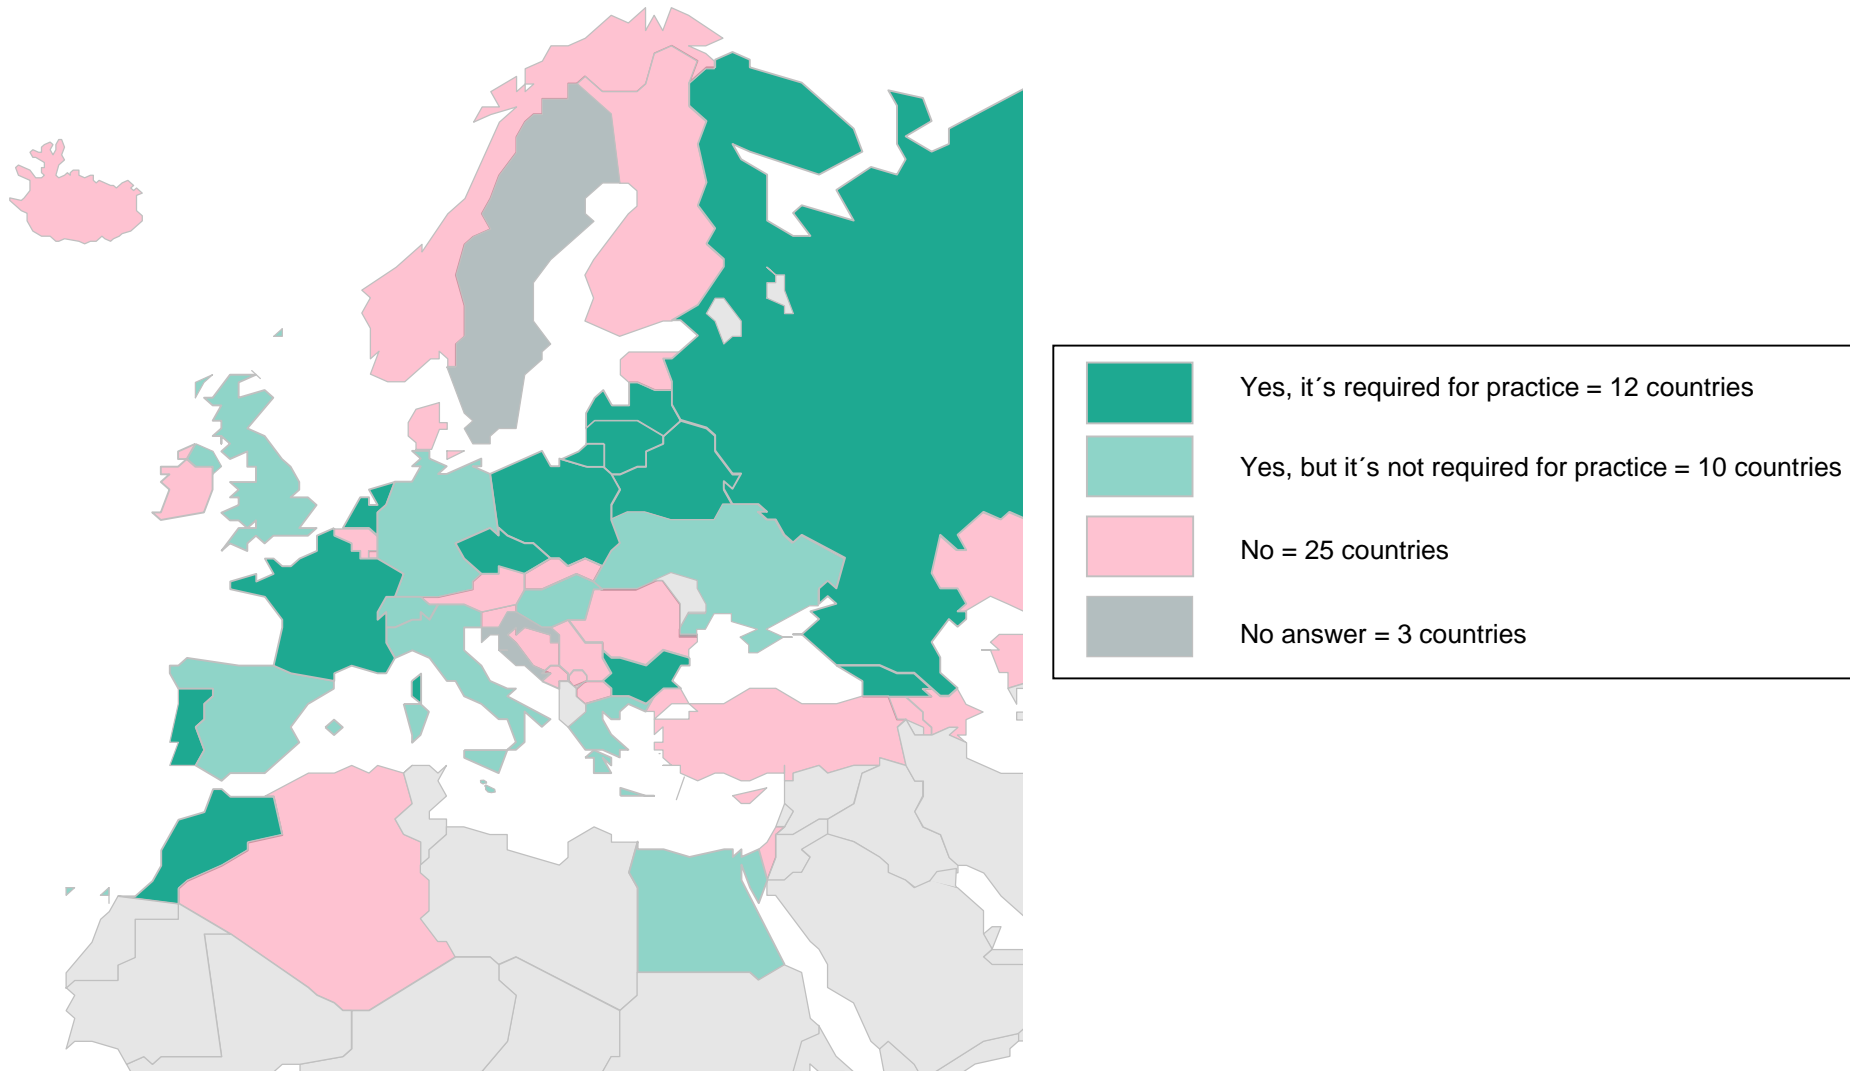 Yes, it´s required for practice = 12 countries
Yes, but it´s not required for practice = 10 countries
No = 25 countries
No answer = 3 countries